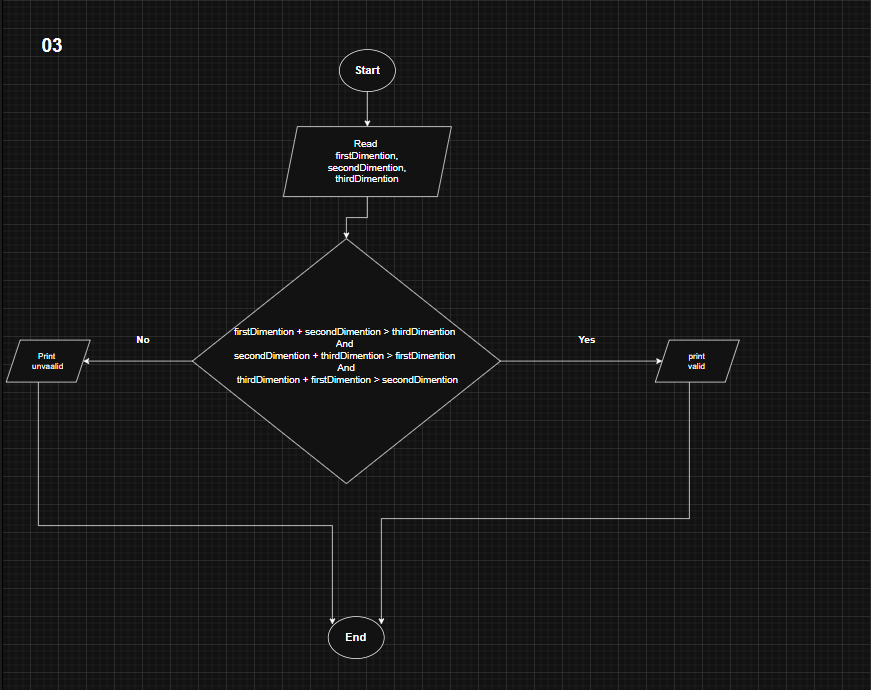 03
Start
Read
firstDimention,
secondDimention,
thirdDimention
firstDimention + secondDimention > thirdDimention
And
secondDimention + thirdDimention > firstDimention
And
thirdDimention + firstDimention > secondDimention
No
Yes
Print
unvaalid
print
valid
End